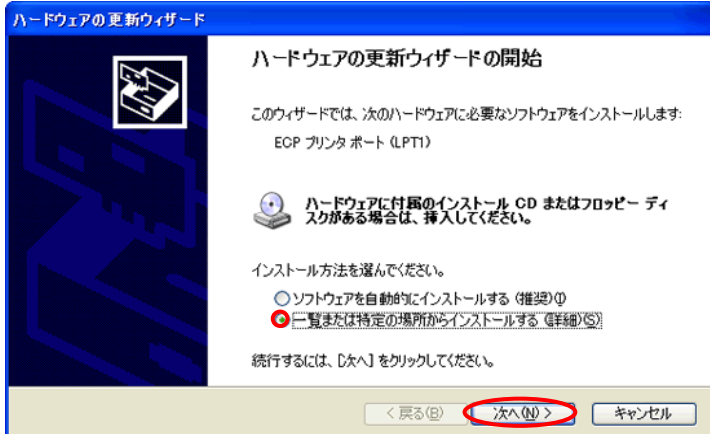 ハードウェアの更新ウィザード
ハードウェアの更新ウィザードの開始
このウィザードでは、次のハードウェアに必要なソフトウェアをインストールします:
ECP プリンタ ポート (LPT1)
ハードウェアに付属のインストール CD またはフロッピー ディ
スクがある場合は、挿入してください。
インストール方法を選んでください。
ソフトウェアを自動的にインストールする (推奨)(I)
一覧または特定の場所からインストールする (詳細)(S)
続行するには、[次へ] をクリックしてください。
< 戻る(B)
次へ(N) >
キャンセル